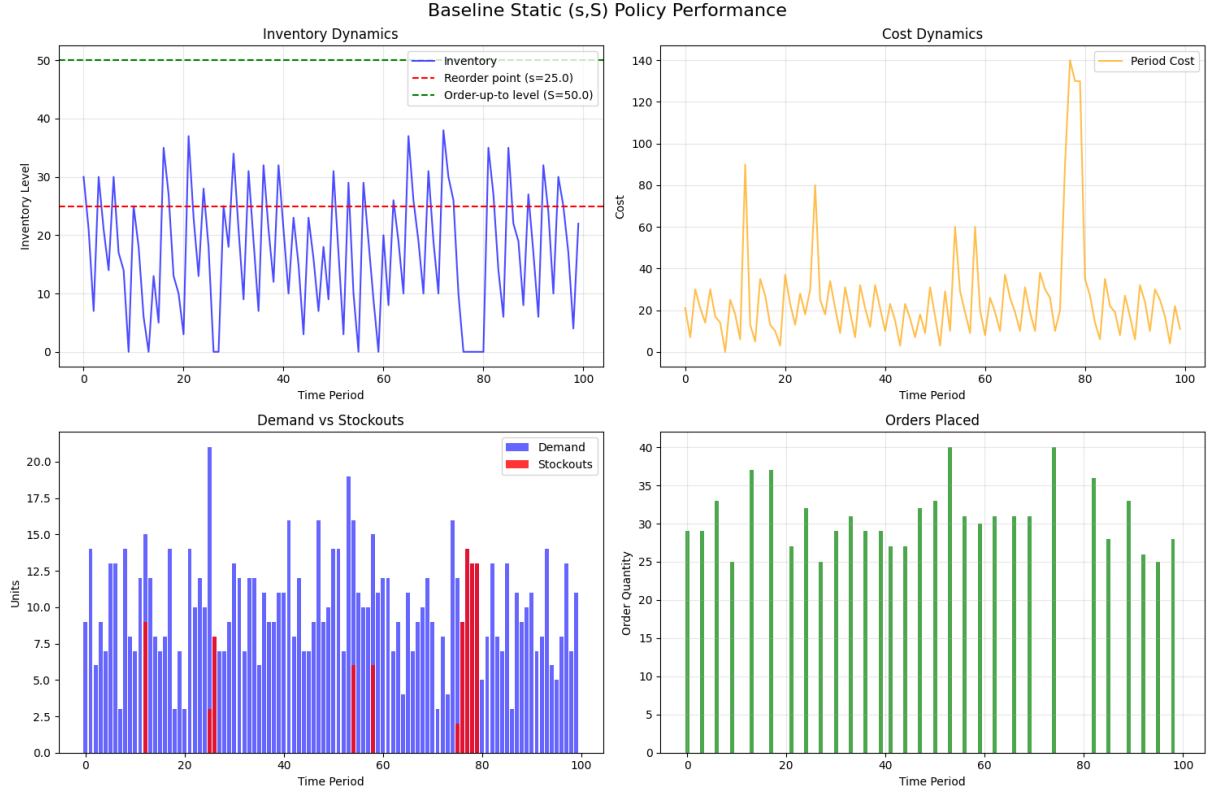 Baseline Static (s,S) Policy Performance
Inventory Dynamics
Inventory Level
50
40
30
20
10
0
0 20 40 60 80 100
Time Period
Inventory
Reorder point (s=25.0)
Order-up-to level (S=50.0)
Cost Dynamics
Cost
140
120
100
80
60
40
20
0
0 20 40 60 80 100
Time Period
Period Cost
Demand vs Stockouts
Units
20.0
17.5
15.0
12.5
10.0
7.5
5.0
2.5
0.0
0 20 40 60 80 100
Time Period
Demand
Stockouts
Orders Placed
Order Quantity
40
35
30
25
20
15
10
5
0
0 20 40 60 80 100
Time Period